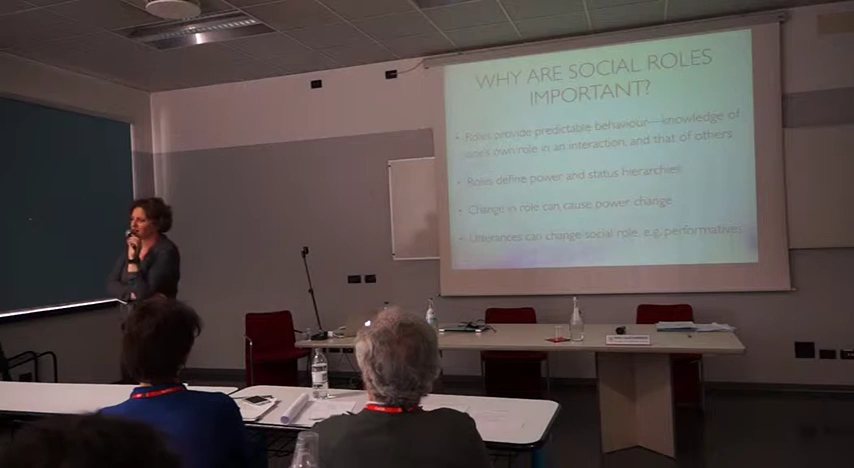 WHY ARE SOCIAL ROLES
IMPORTANT?
• Roles provide predictable behaviour—knowledge of
one's own role in an interaction, and that of others
• Roles define power and status hierarchies
• Change in role can cause power change
• Utterances can change social role, e.g. performatives